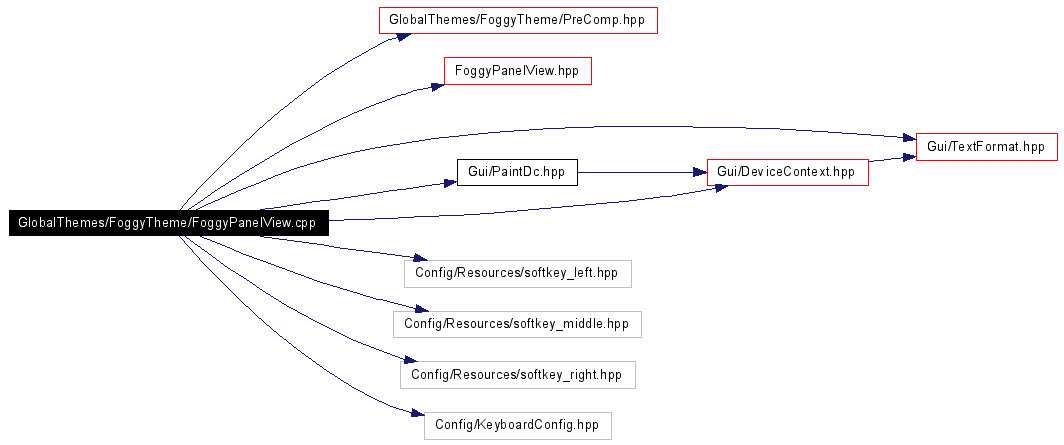 GlobalThemes/FoggyTheme/PreComp.hpp
FoggyPanelView.hpp
Gui/TextFormat.hpp
Gui/PaintDc.hpp
Gui/DeviceContext.hpp
GlobalThemes/FoggyTheme/FoggyPanelView.cpp
Config/Resources/softkey_left.hpp
Config/Resources/softkey_middle.hpp
Config/Resources/softkey_right.hpp
Config/KeyboardConfig.hpp